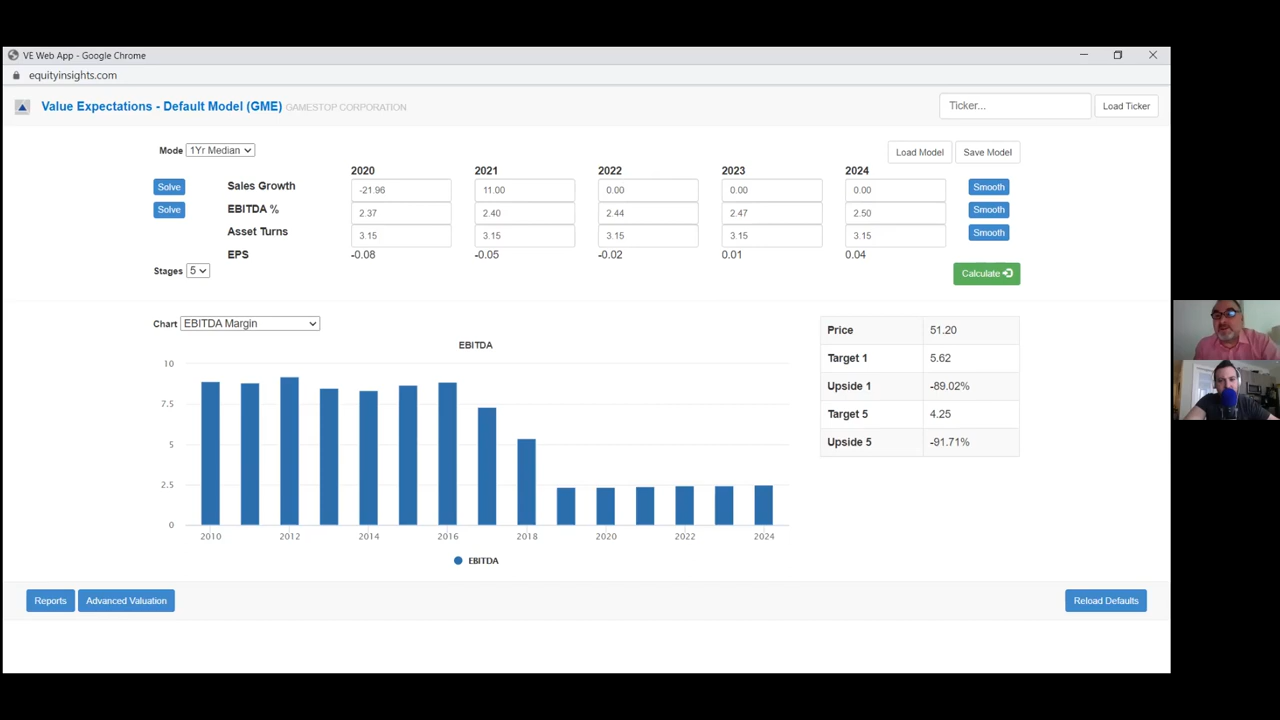 VE Web App - Google Chrome
equityinsights.com
Value Expectations - Default Model (GME) GAMESTOP CORPORATION
Ticker... Load Ticker
Mode 1Yr Median Load Model Save Model
2020 2021 2022 2023 2024
Solve Sales Growth -21.96 11.00 0.00 0.00 0.00 Smooth
Solve EBITDA % 2.37 2.40 2.44 2.47 2.50 Smooth
Asset Turns 3.15 3.15 3.15 3.15 3.15 Smooth
EPS -0.08 -0.05 -0.02 0.01 0.04
Stages 5 Calculate
Chart EBITDA Margin
EBITDA
10
7.5
5
2.5
0
2010 2012 2014 2016 2018 2020 2022 2024
EBITDA
Price 51.20
Target 1 5.62
Upside 1 -89.02%
Target 5 4.25
Upside 5 -91.71%
Reports Advanced Valuation Reload Defaults